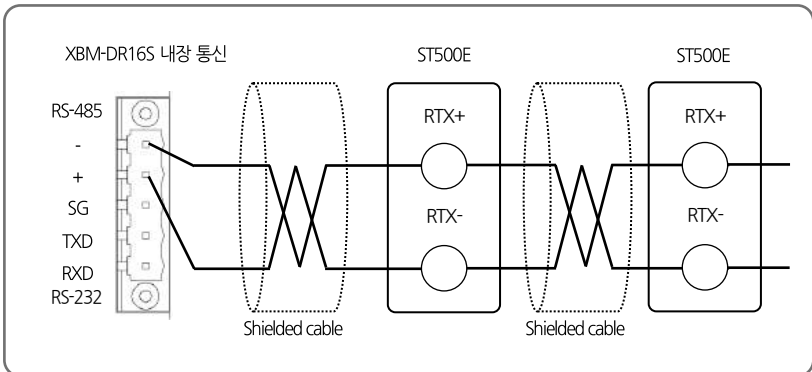 XBM-DR16S 내장 통신
ST500E
ST500E
RS-485
-
+
SG
TXD
RXD
RS-232
RTX+
RTX-
RTX+
RTX-
Shielded cable
Shielded cable